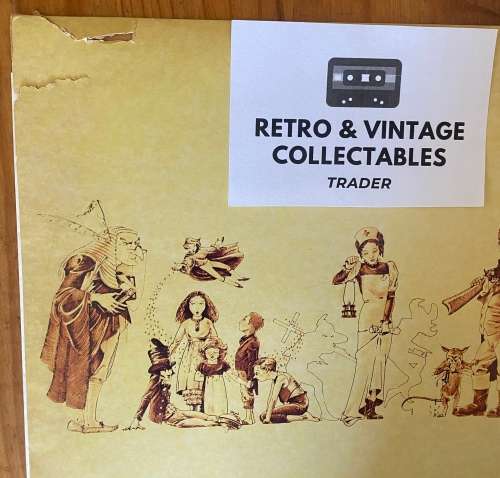 RETRO & VINTAGE
COLLECTABLES
TRADER